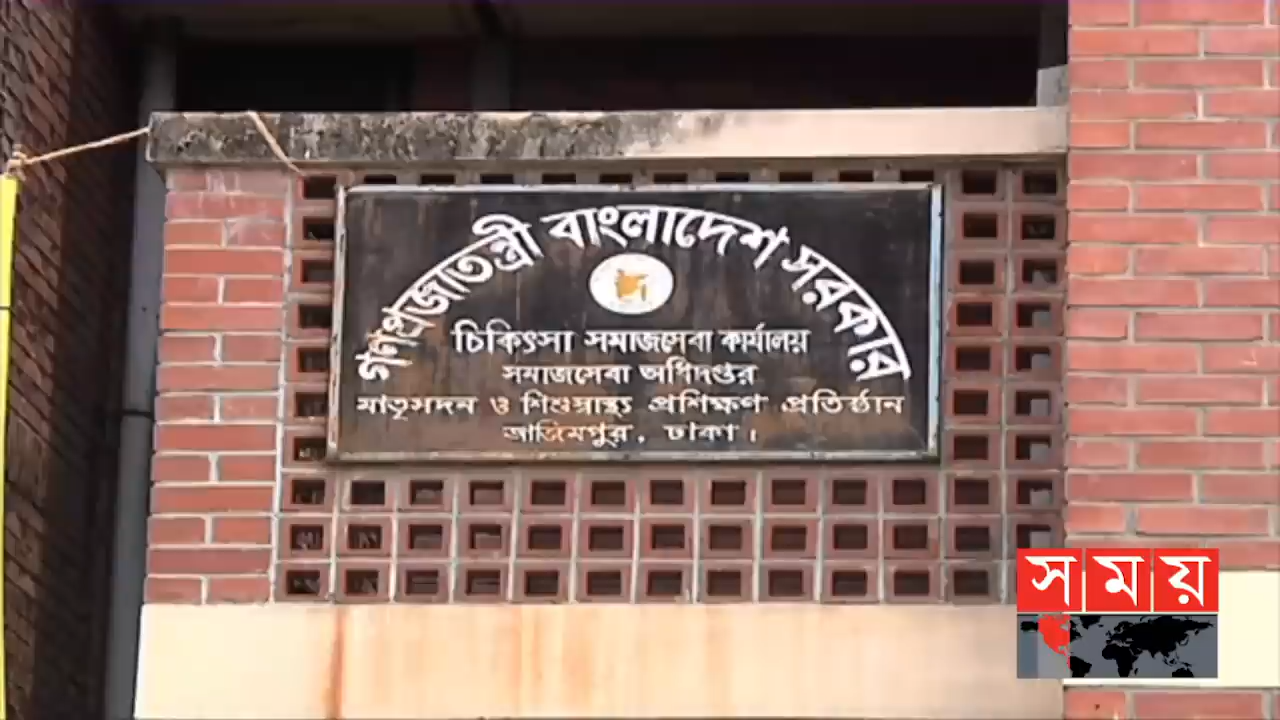 গণপ্রজাতন্ত্রী বাংলাদেশ সরকার
চিকিৎসা সমাজসেবা কার্যালয়
সমাজসেবা অধিদপ্তর
মাতৃসদন ও শিশুস্বাস্থ্য প্রশিক্ষণ প্রতিষ্ঠান
আজিমপুর, ঢাকা।
সময়